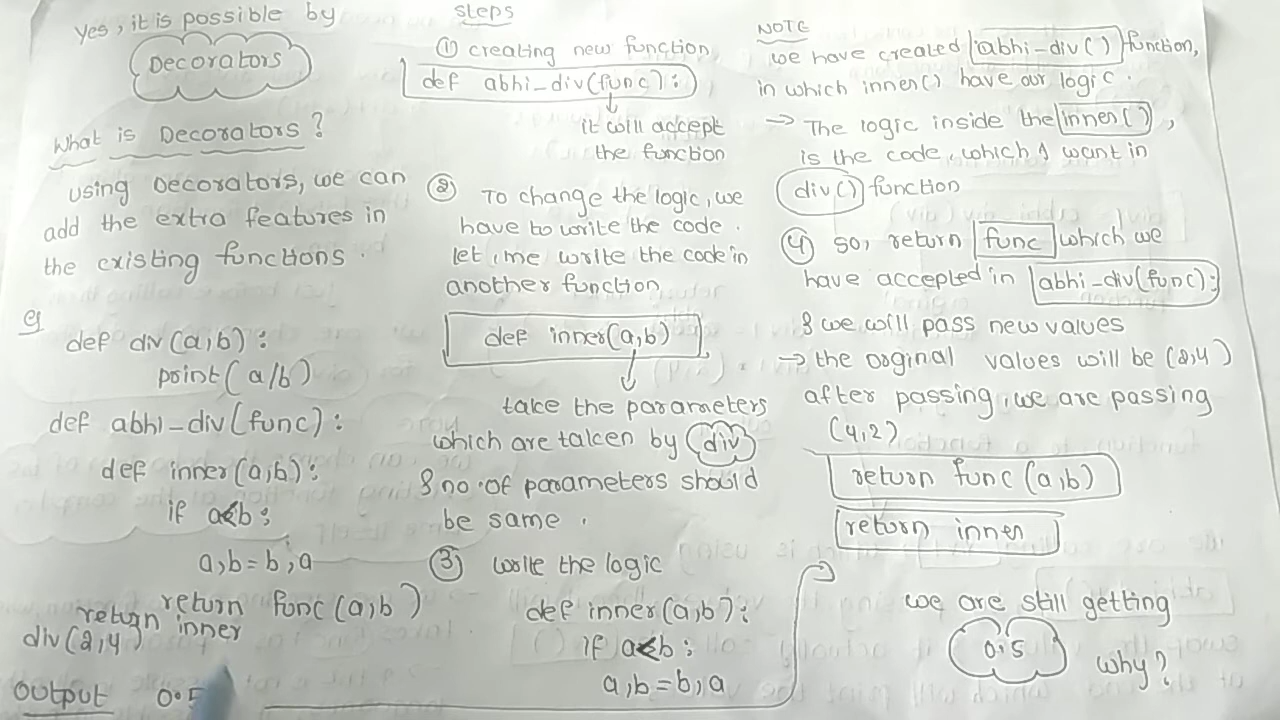 Yes, it is possible by
Decorators
What is Decorators?
Using Decorators, we can
add the extra features in
the existing functions.
eg
def div(a,b):
print(a/b)
def abhi-div(func):
def inner(a,b):
if a<b:
a,b=b,a
return func(a,b)
return inner
div(2,4)
output 0.5
steps
① creating new function
def abhi-div(func):
it will accept
the function
② To change the logic, we
have to write the code.
let, me write the code in
another function
def inner(a,b)
take the parameters
which are taken by div
& no.of parameters should
be same.
③ write the logic
def inner(a,b):
if a<b:
a,b=b,a
NOTE
we have created abhi-div() function,
in which inner() have our logic.
→ The logic inside the inner(),
is the code, which I want in
div() function
④ so, return func which we
have accepted in abhi-div(func):
& we will pass new values
→ the orginal values will be (2,4)
after passing, we are passing
(4,2)
return func(a,b)
return inner
we are still getting
0.5 why?